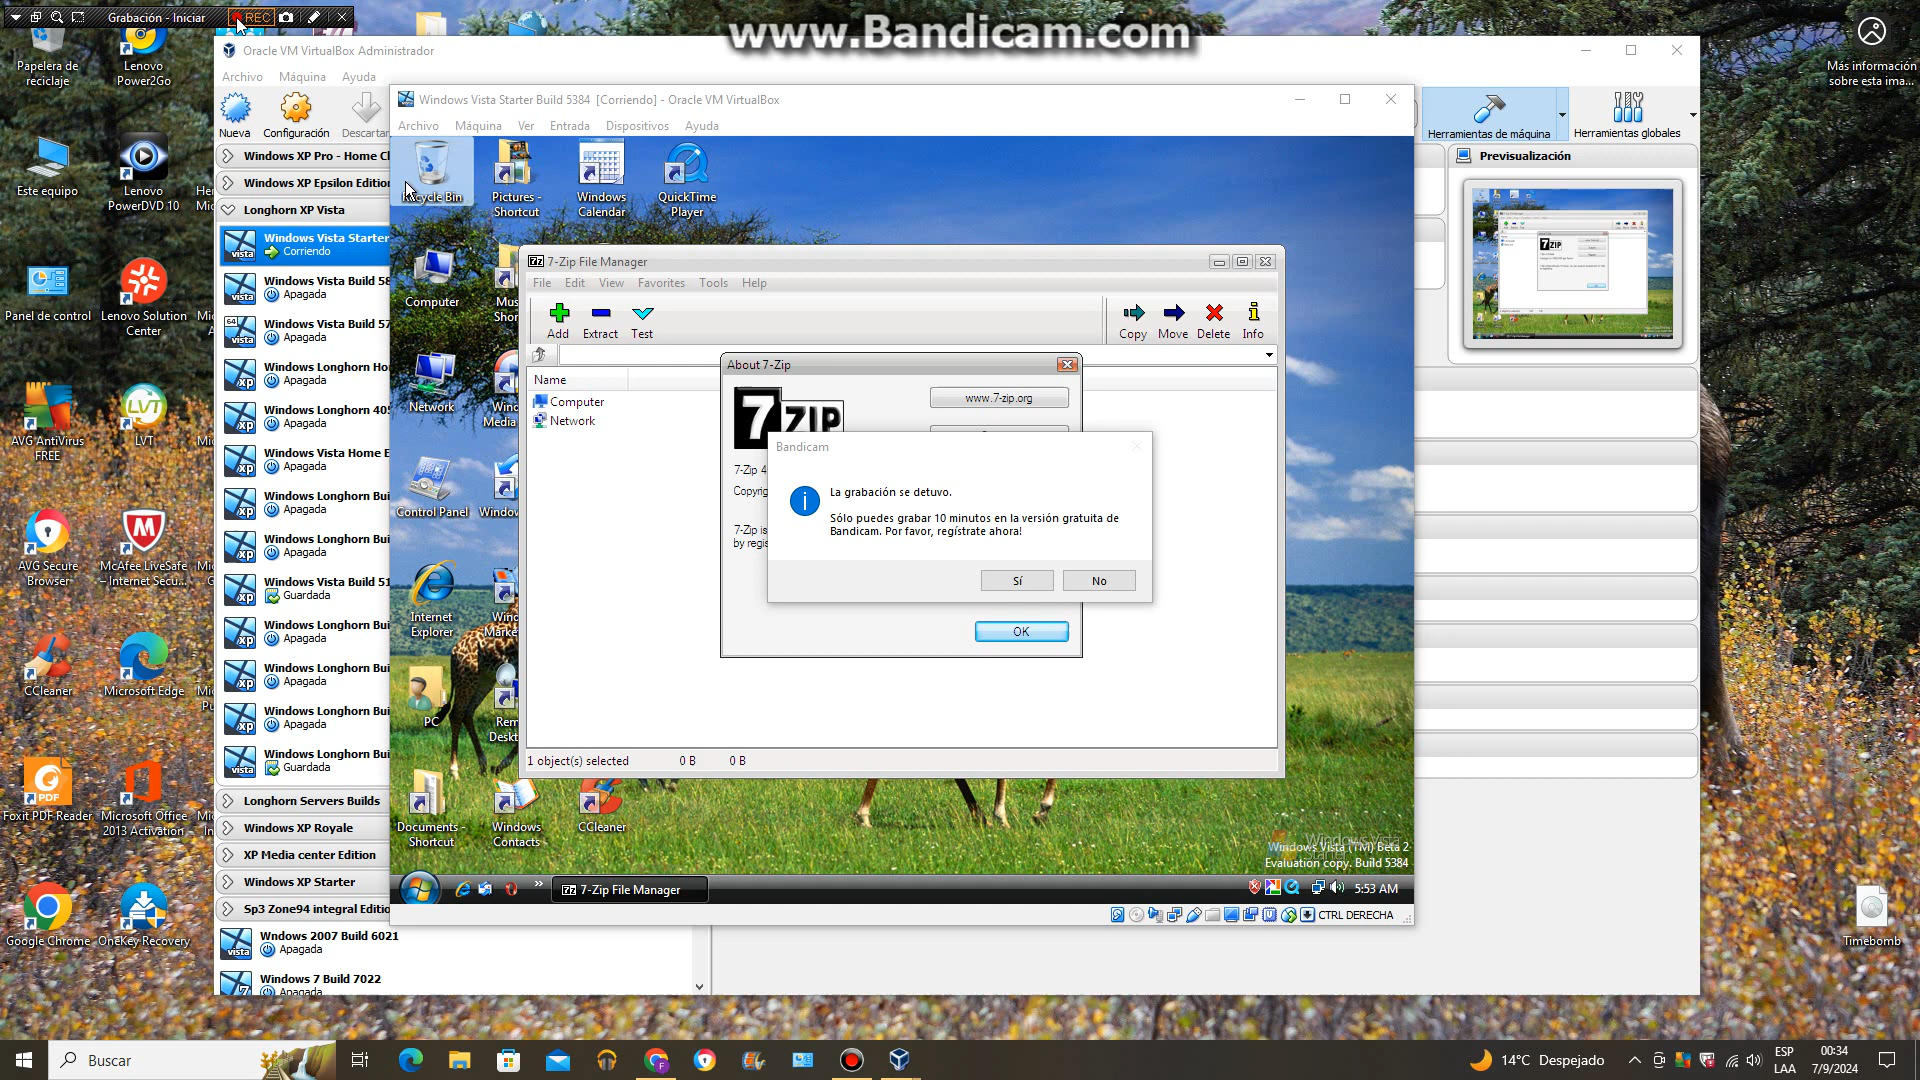 Grabación - Iniciar
REC
www.Bandicam.com
Papelera de reciclaje
Lenovo Power2Go
Más información sobre esta ima...
Oracle VM VirtualBox Administrador
Archivo Máquina Ayuda
Nueva
Configuración
Descartar
Windows Vista Starter Build 5384 [Corriendo] - Oracle VM VirtualBox
Archivo Máquina Ver Entrada Dispositivos Ayuda
Herramientas de máquina
Herramientas globales
Previsualización
Este equipo
Lenovo PowerDVD 10
Panel de control
Lenovo Solution Center
AVG AntiVirus FREE
LVT
AVG Secure Browser
McAfee LiveSafe – Internet Secu...
CCleaner
Microsoft Edge
Foxit PDF Reader
Microsoft Office 2013 Activation
Google Chrome
OneKey Recovery
Windows XP Pro - Home Cl
Windows XP Epsilon Edition
Longhorn XP Vista
Windows Vista Starter
Corriendo
Windows Vista Build 58
Apagada
Windows Vista Build 57
Apagada
Windows Longhorn Ho
Apagada
Windows Longhorn 405
Apagada
Windows Vista Home E
Apagada
Windows Longhorn Bui
Apagada
Windows Longhorn Bui
Apagada
Windows Vista Build 51
Guardada
Windows Longhorn Bui
Apagada
Windows Longhorn Bui
Apagada
Windows Longhorn Bui
Apagada
Windows Longhorn Bui
Guardada
Longhorn Servers Builds
Windows XP Royale
XP Media center Edition
Windows XP Starter
Sp3 Zone94 integral Editio
Wndows 2007 Build 6021
Apagada
Windows 7 Build 7022
Apagada
Recycle Bin
Pictures - Shortcut
Windows Calendar
QuickTime Player
Computer
Network
Control Panel
Internet Explorer
PC
Documents - Shortcut
Windows Contacts
CCleaner
7-Zip File Manager
File Edit View Favorites Tools Help
Add Extract Test
Copy Move Delete Info
Name
Computer
Network
About 7-Zip
7ZIP
www.7-zip.org
7-Zip 4
Copyrig
7-Zip is
by regis
OK
Bandicam
La grabación se detuvo.
Sólo puedes grabar 10 minutos en la versión gratuita de
Bandicam. Por favor, regístrate ahora!
Sí
No
1 object(s) selected 0 B 0 B
Windows Vista (TM) Beta 2
Evaluation copy. Build 5384
7-Zip File Manager
5:53 AM
CTRL DERECHA
Timebomb
Buscar
14°C Despejado
ESP
LAA
00:34
7/9/2024